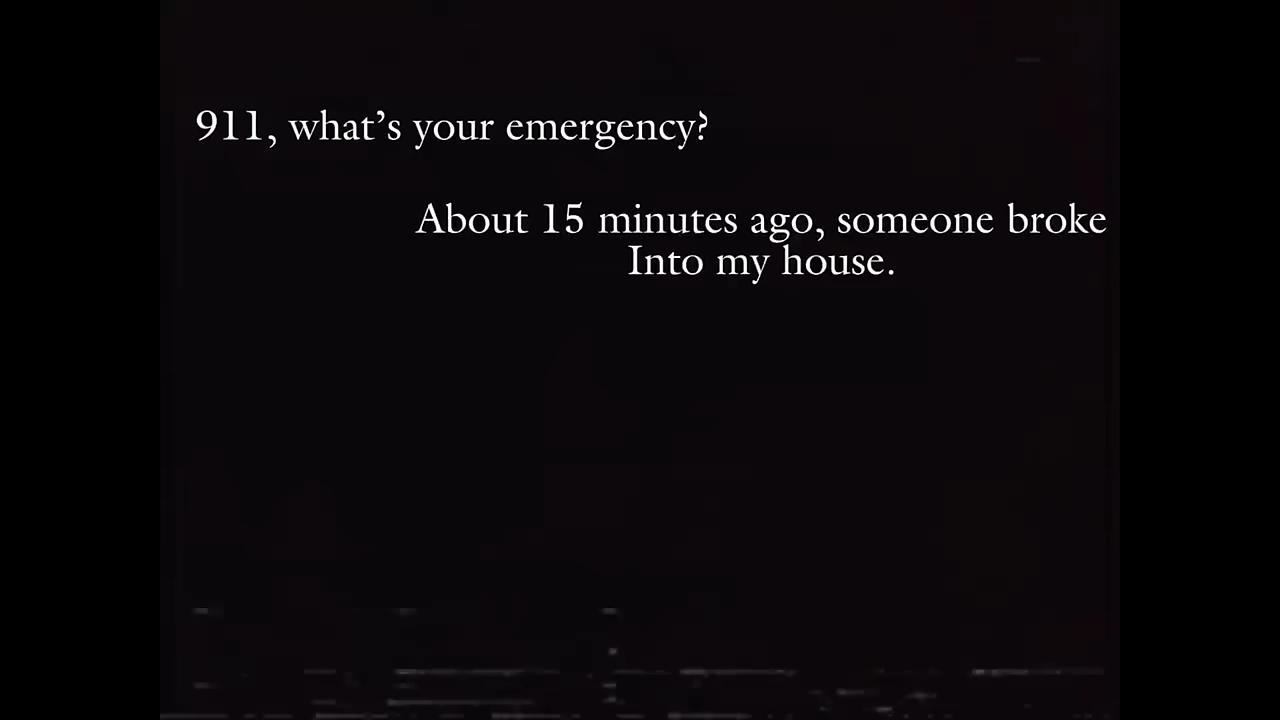 911, what’s your emergency?
About 15 minutes ago, someone broke
Into my house.